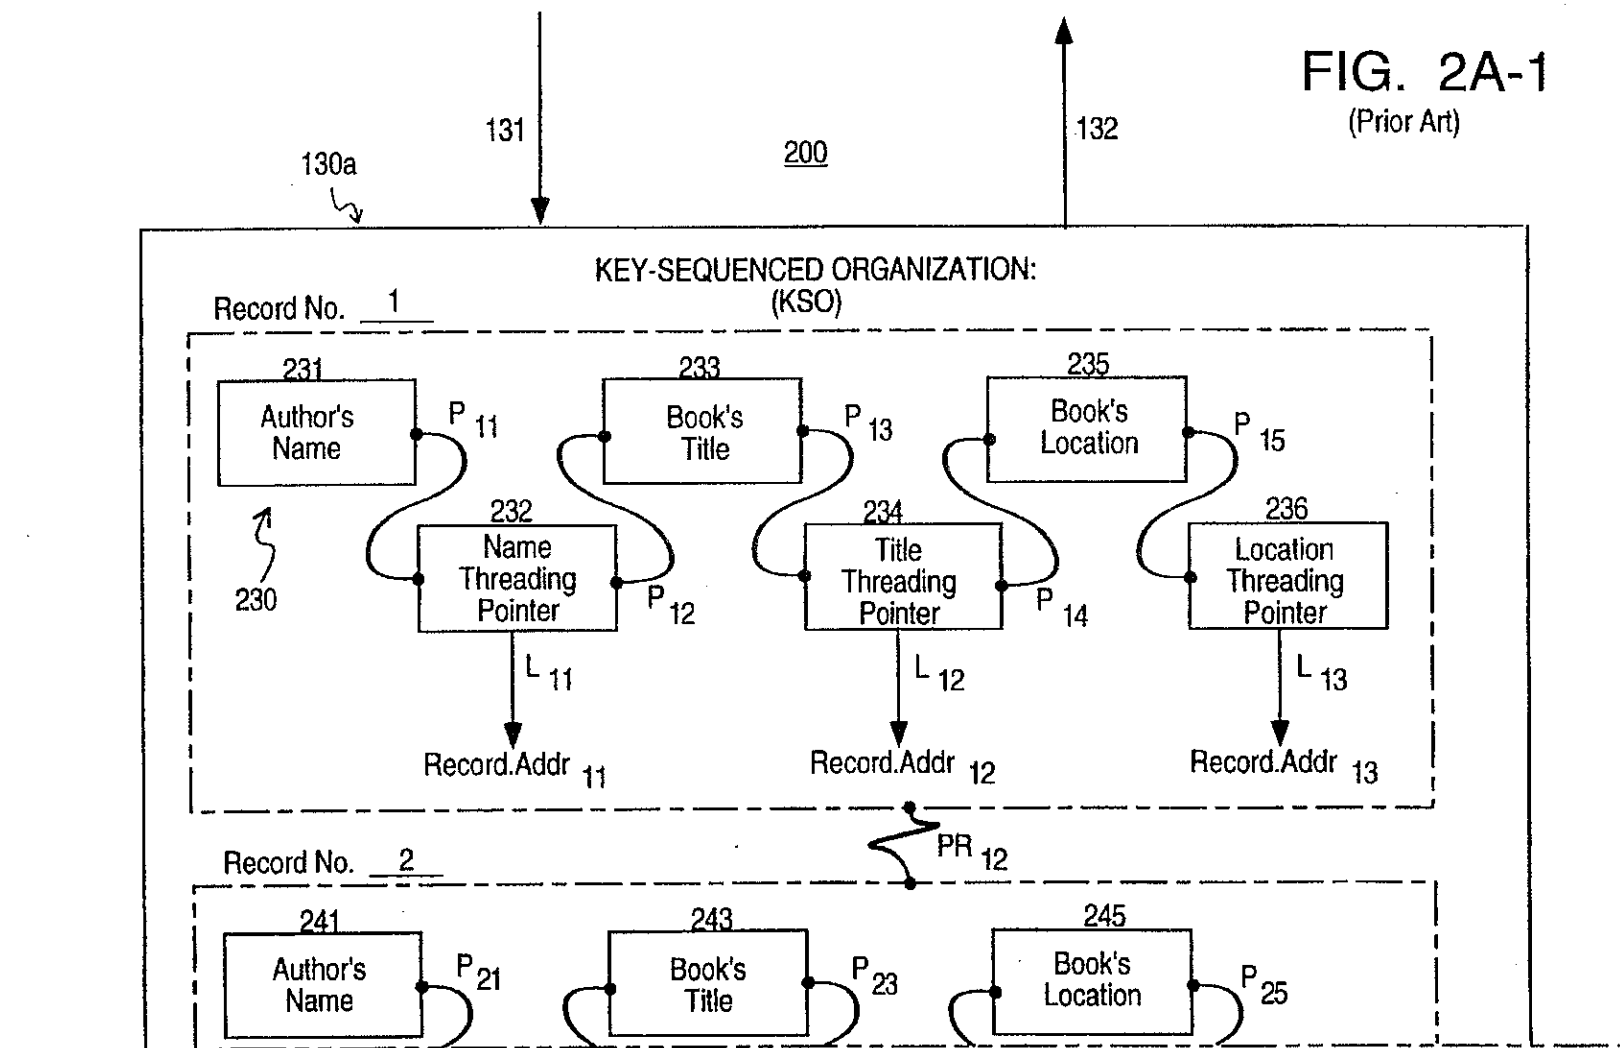 FIG. 2A-1
(Prior Art)
131
132
200
130a
KEY-SEQUENCED ORGANIZATION:
(KSO)
Record No. 1
231
233
235
Author's
Name
P 11
Book's
Title
P 13
Book's
Location
P 15
230
232
234
236
Name
Threading
Pointer
P 12
Title
Threading
Pointer
P 14
Location
Threading
Pointer
L 11
L 12
L 13
Record.Addr 11
Record.Addr 12
Record.Addr 13
PR 12
Record No. 2
241
243
245
Author's
Name
P 21
Book's
Title
P 23
Book's
Location
P 25